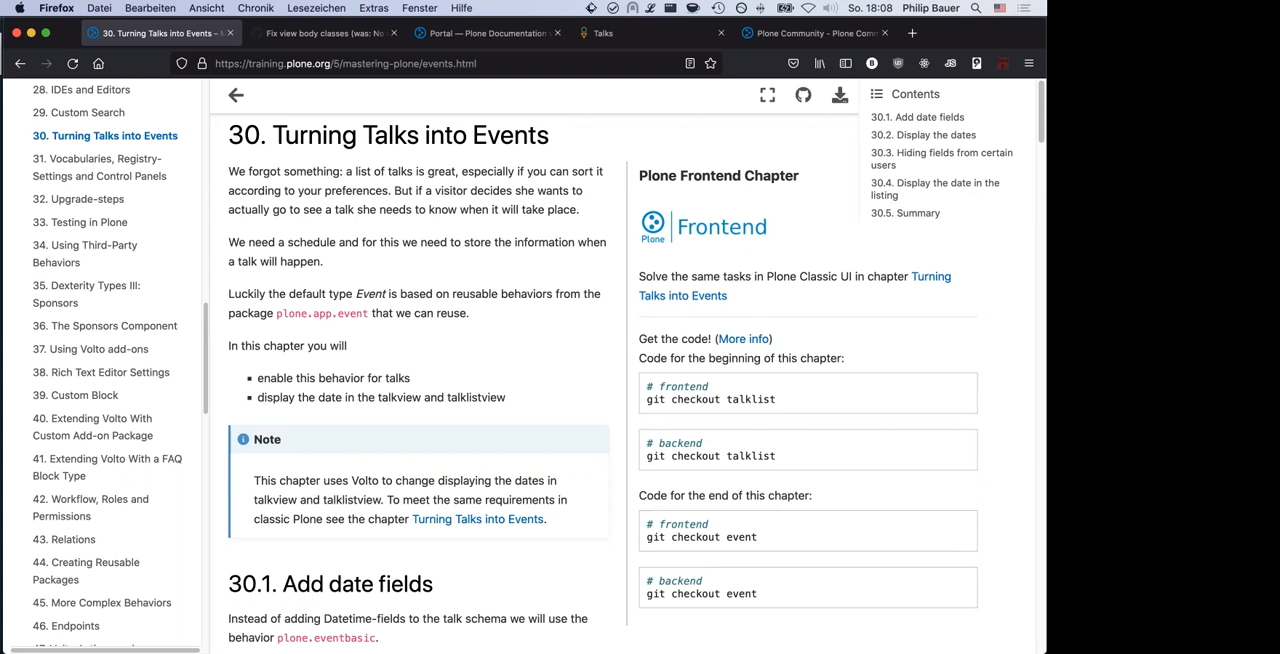 Firefox Datei Bearbeiten Ansicht Chronik Lesezeichen Extras Fenster Hilfe So. 18:08 Philip Bauer
30. Turning Talks into Events – M
Fix view body classes (was: No v
Portal — Plone Documentation v
Talks
Plone Community - Plone Comm
https://training.plone.org/5/mastering-plone/events.html
28. IDEs and Editors
29. Custom Search
30. Turning Talks into Events
31. Vocabularies, Registry-
Settings and Control Panels
32. Upgrade-steps
33. Testing in Plone
34. Using Third-Party
Behaviors
35. Dexterity Types III:
Sponsors
36. The Sponsors Component
37. Using Volto add-ons
38. Rich Text Editor Settings
39. Custom Block
40. Extending Volto With
Custom Add-on Package
41. Extending Volto With a FAQ
Block Type
42. Workflow, Roles and
Permissions
43. Relations
44. Creating Reusable
Packages
45. More Complex Behaviors
46. Endpoints
30. Turning Talks into Events
We forgot something: a list of talks is great, especially if you can sort it
according to your preferences. But if a visitor decides she wants to
actually go to see a talk she needs to know when it will take place.
We need a schedule and for this we need to store the information when
a talk will happen.
Luckily the default type Event is based on reusable behaviors from the
package plone.app.event that we can reuse.
In this chapter you will
enable this behavior for talks
display the date in the talkview and talklistview
Note
This chapter uses Volto to change displaying the dates in
talkview and talklistview. To meet the same requirements in
classic Plone see the chapter Turning Talks into Events.
30.1. Add date fields
Instead of adding Datetime-fields to the talk schema we will use the
behavior plone.eventbasic.
Plone Frontend Chapter
Plone
Frontend
Solve the same tasks in Plone Classic UI in chapter Turning
Talks into Events
Get the code! (More info)
Code for the beginning of this chapter:
# frontend
git checkout talklist
# backend
git checkout talklist
Code for the end of this chapter:
# frontend
git checkout event
# backend
git checkout event
Contents
30.1. Add date fields
30.2. Display the dates
30.3. Hiding fields from certain
users
30.4. Display the date in the
listing
30.5. Summary